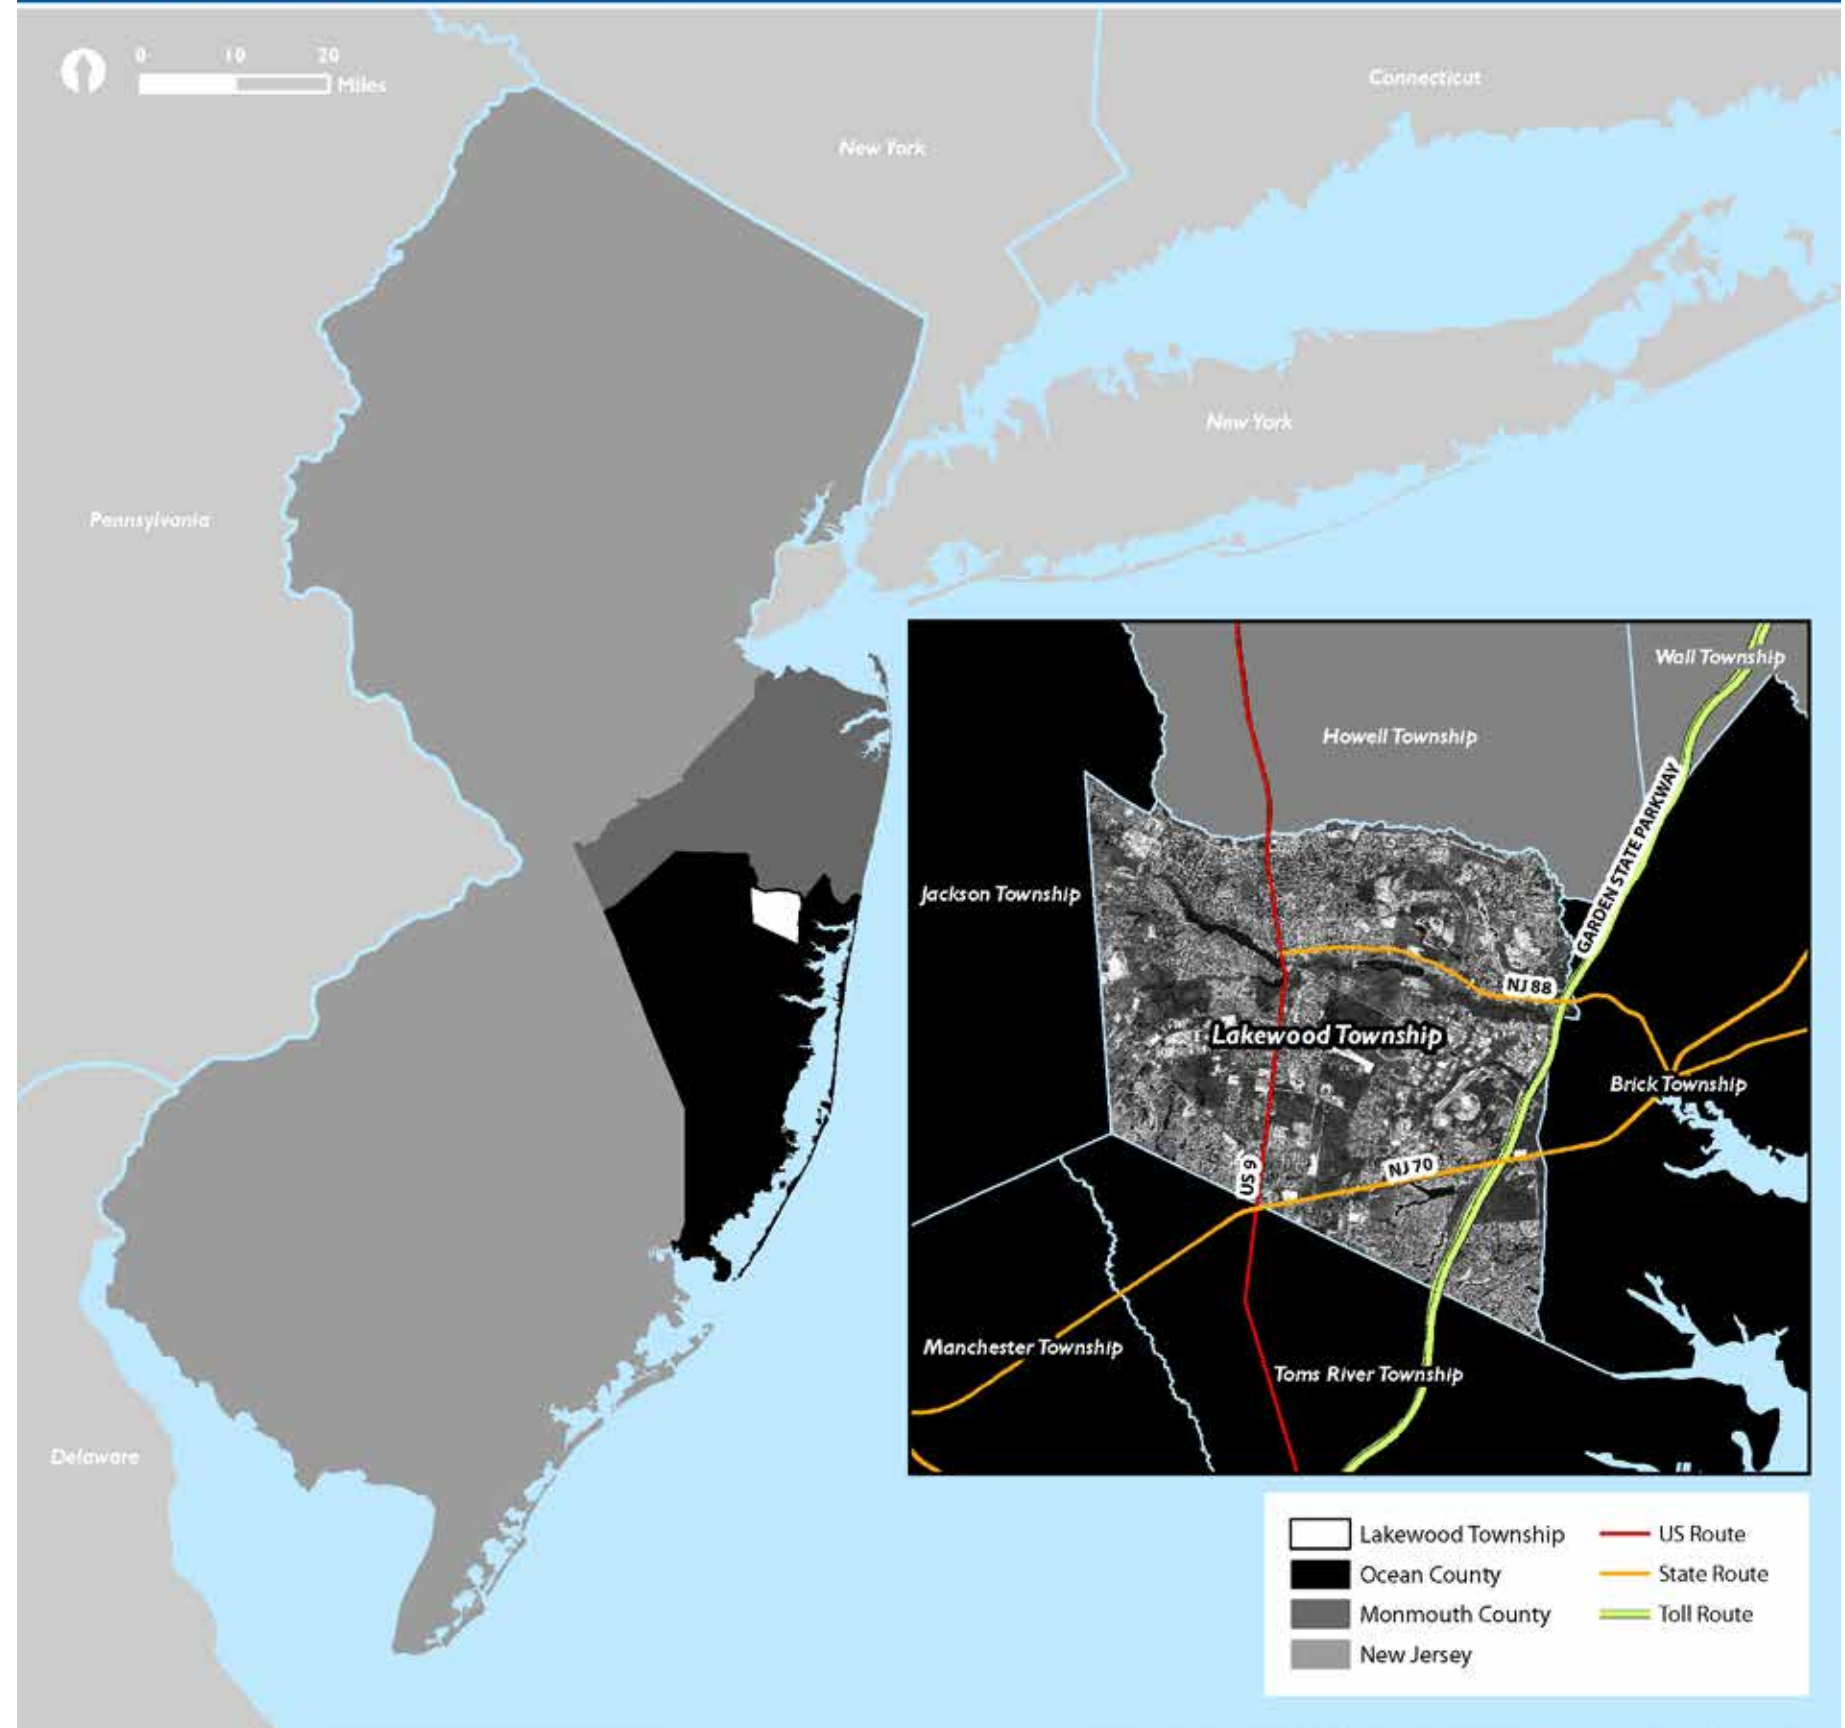 0 10 20
Miles
Connecticut
New York
New York
Pennsylvania
Delaware
Wall Township
Howell Township
GARDEN STATE PARKWAY
Jackson Township
NJ 88
Lakewood Township
Brick Township
NJ 70
US 9
Manchester Township
Toms River Township
Lakewood Township
Ocean County
Monmouth County
New Jersey
US Route
State Route
Toll Route